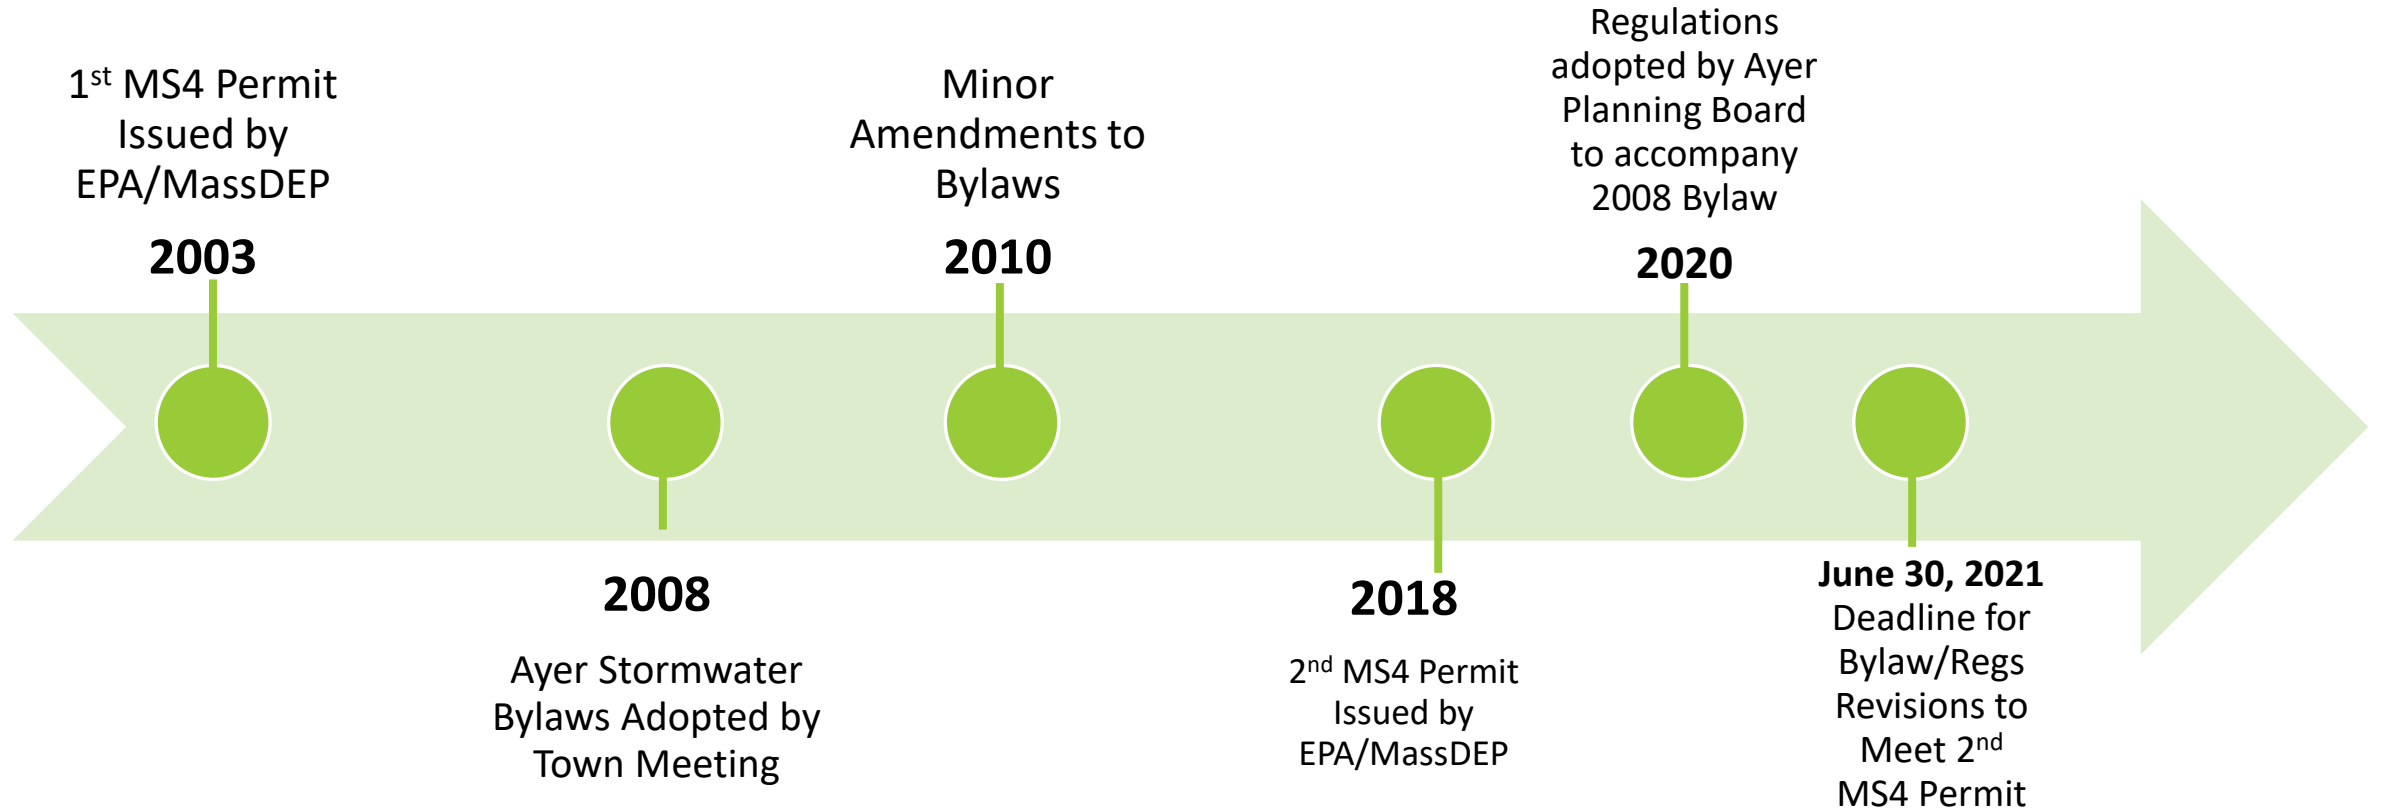 1st MS4 Permit
Issued by
EPA/MassDEP
2003
2008
Ayer Stormwater
Bylaws Adopted by
Town Meeting
Minor
Amendments to
Bylaws
2010
2018
2nd MS4 Permit
Issued by
EPA/MassDEP
Regulations
adopted by Ayer
Planning Board
to accompany
2008 Bylaw
2020
June 30, 2021
Deadline for
Bylaw/Regs
Revisions to
Meet 2nd
MS4 Permit